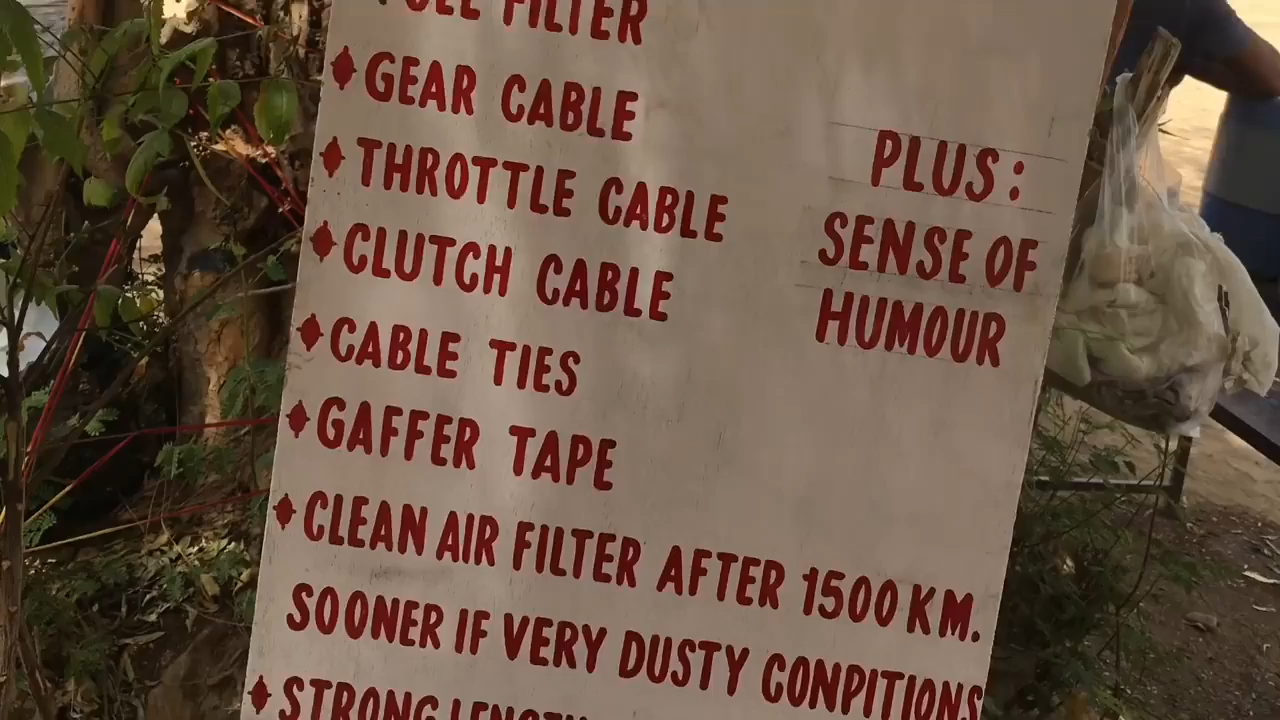 FUEL FILTER
GEAR CABLE
THROTTLE CABLE
CLUTCH CABLE
CABLE TIES
GAFFER TAPE
CLEAN AIR FILTER AFTER 1500 KM.
SOONER IF VERY DUSTY CONPITIONS
STRONG LENGTH
PLUS:
SENSE OF
HUMOUR